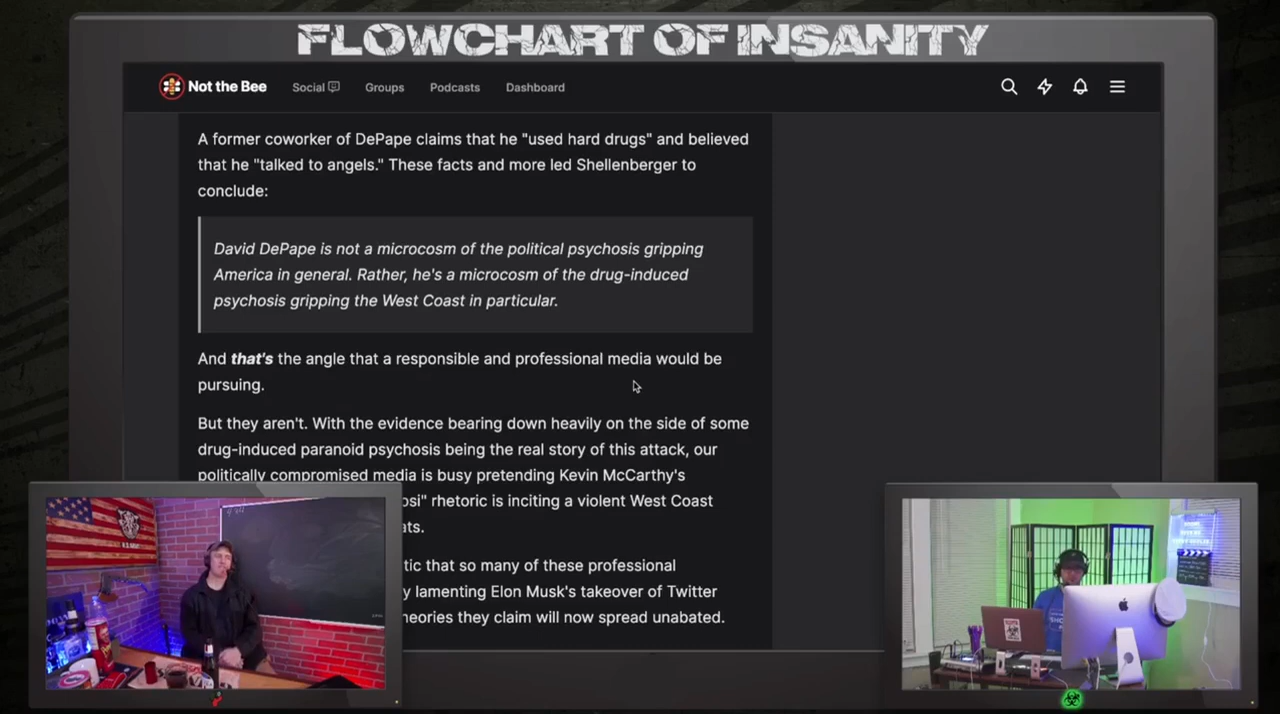 FLOWCHART OF INSANITY
Not the Bee Social Groups Podcasts Dashboard
A former coworker of DePape claims that he "used hard drugs" and believed
that he "talked to angels." These facts and more led Shellenberger to
conclude:
David DePape is not a microcosm of the political psychosis gripping
America in general. Rather, he's a microcosm of the drug-induced
psychosis gripping the West Coast in particular.
And that's the angle that a responsible and professional media would be
pursuing.
But they aren't. With the evidence bearing down heavily on the side of some
drug-induced paranoid psychosis being the real story of this attack, our
politically compromised media is busy pretending Kevin McCarthy's
rhetoric is inciting a violent West Coast
that so many of these professional
lamenting Elon Musk's takeover of Twitter
they claim will now spread unabated.